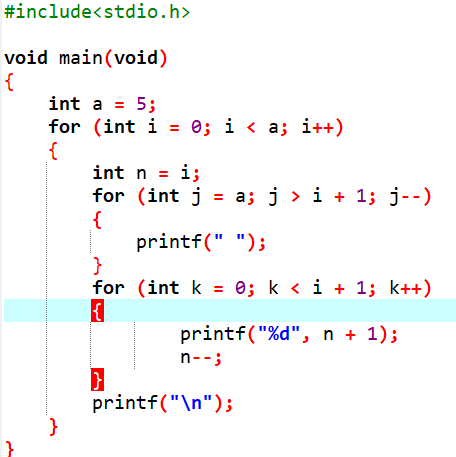 #include<stdio.h>

void main(void)
{
    int a = 5;
    for (int i = 0; i < a; i++)
    {
        int n = i;
        for (int j = a; j > i + 1; j--)
        {
            printf(" ");
        }
        for (int k = 0; k < i + 1; k++)
        {
                printf("%d", n + 1);
                n--;
        }
        printf("\n");
    }
}